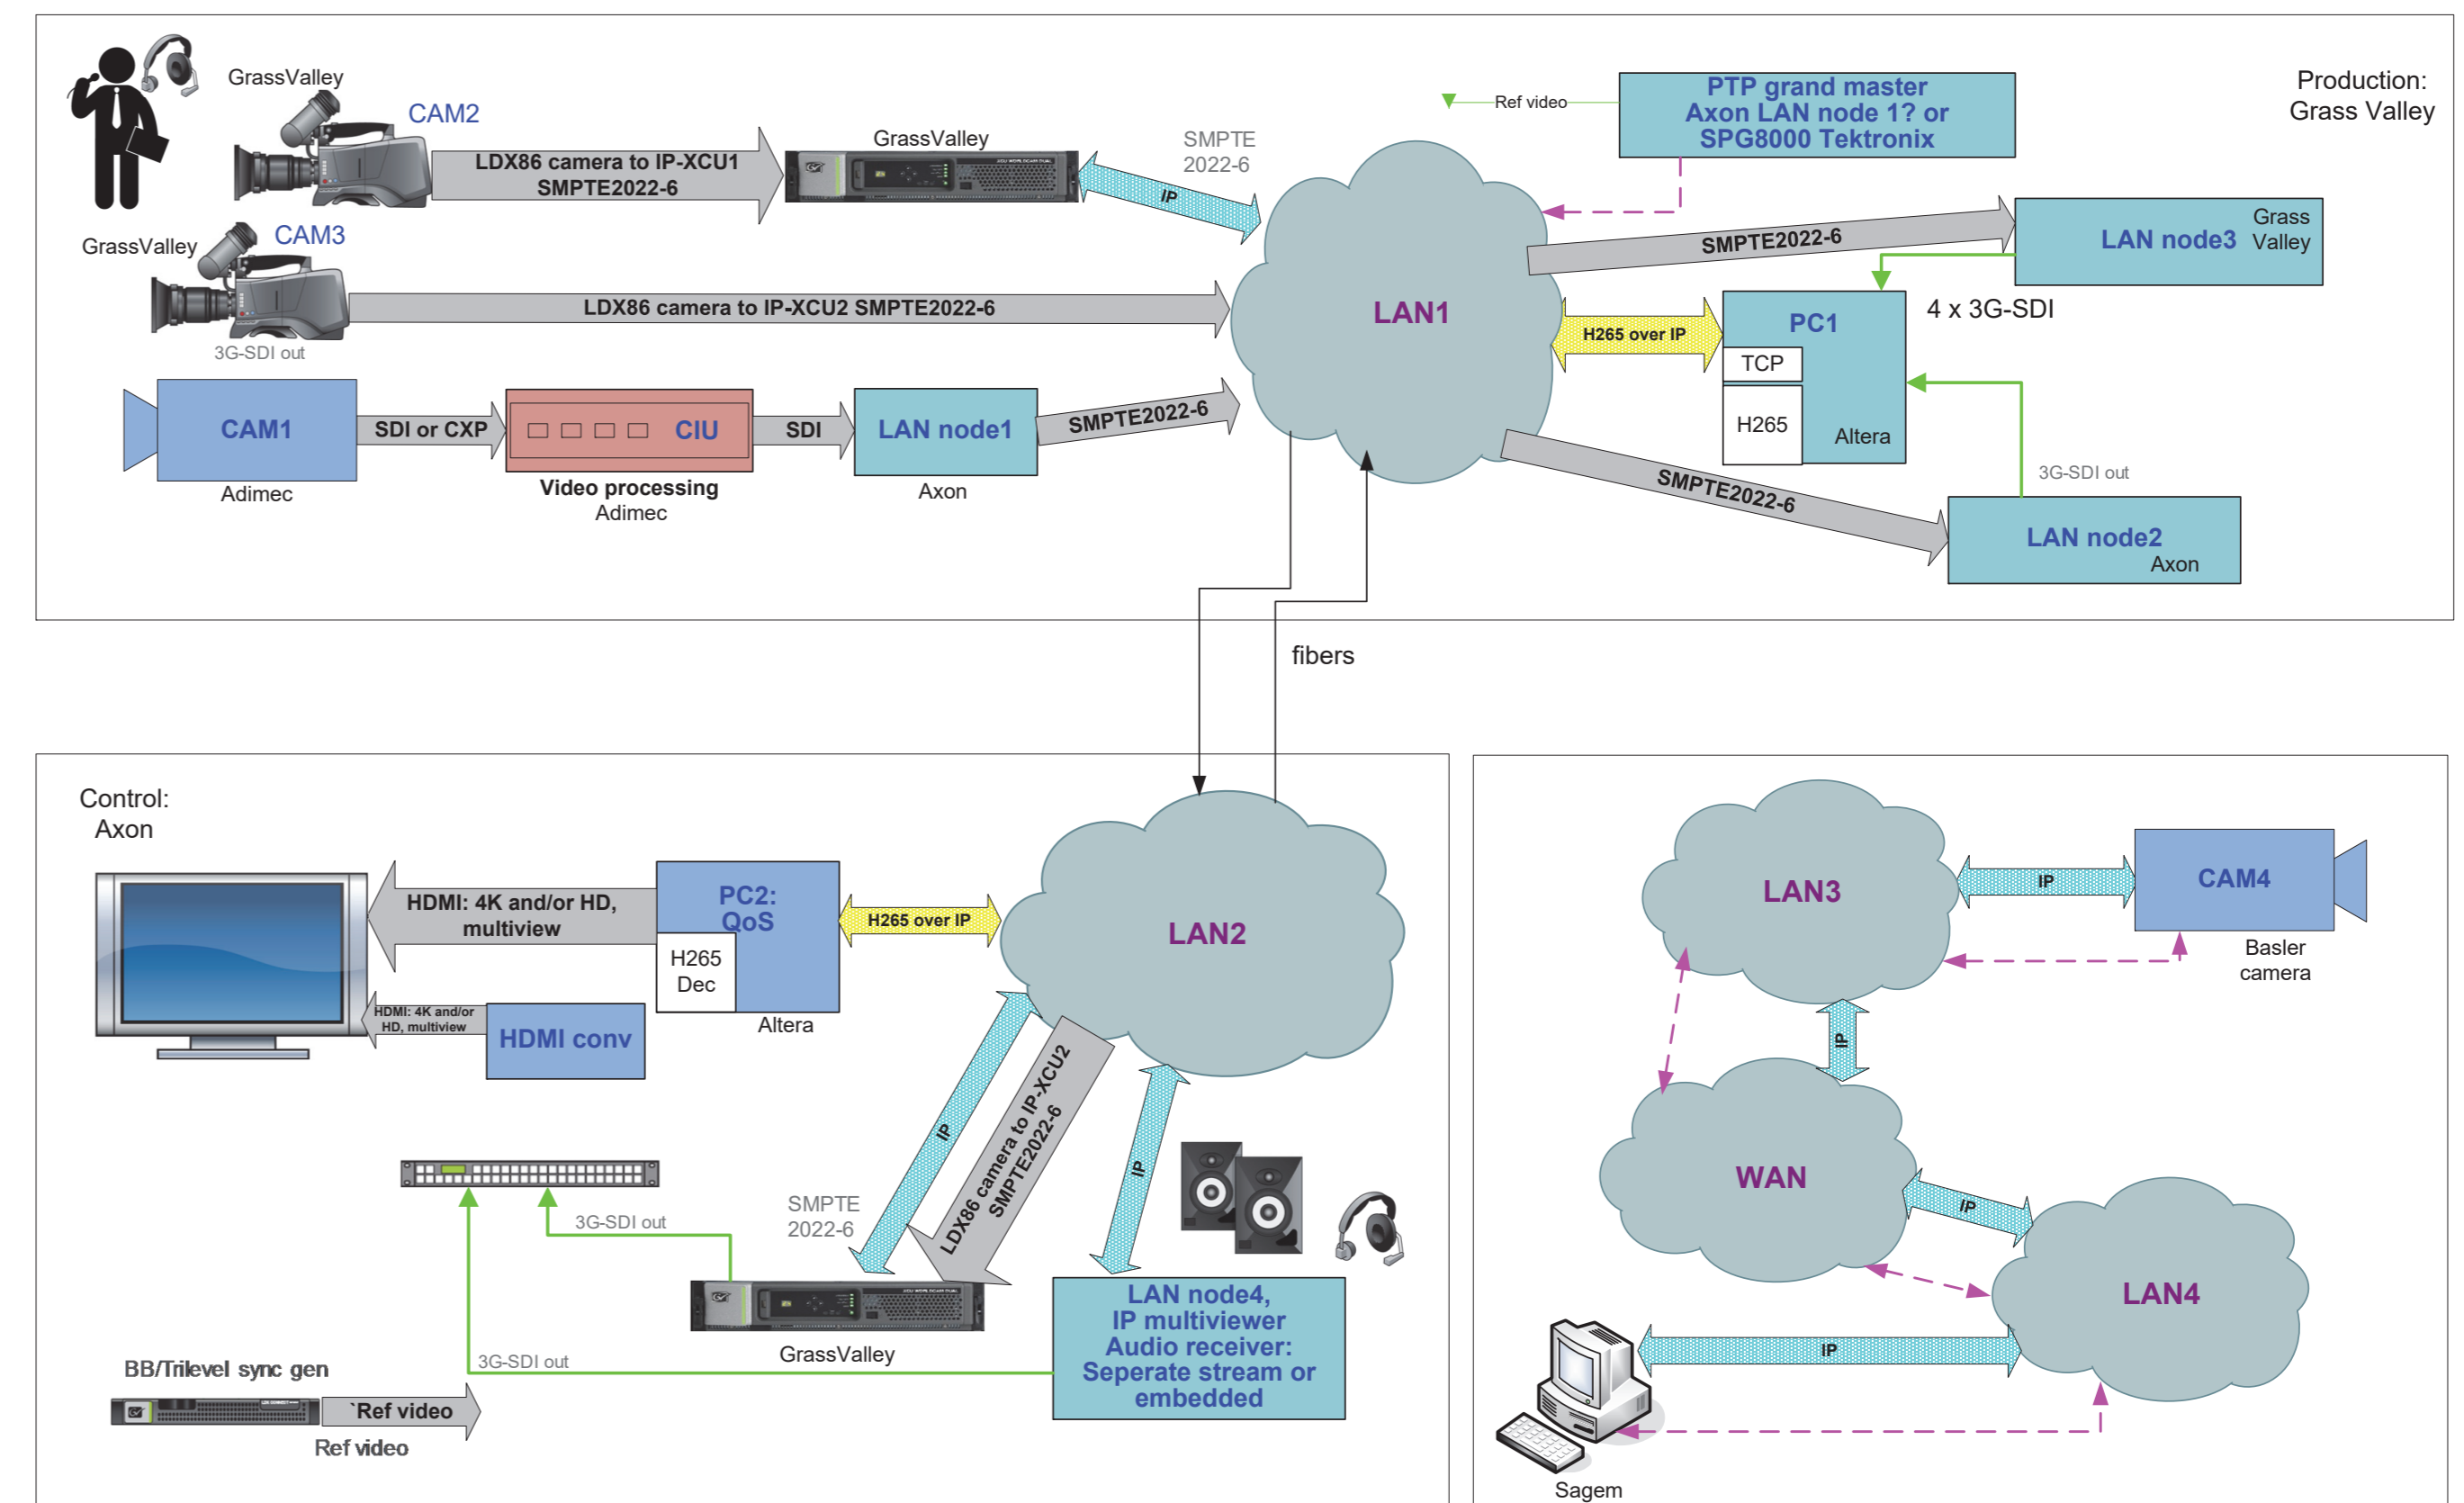 GrassValley
CAM2
LDX86 camera to IP-XCU1
SMPTE2022-6
GrassValley
IP
SMPTE
2022-6
Ref video
PTP grand master
Axon LAN node 1? or
SPG8000 Tektronix
Production:
Grass Valley
GrassValley
CAM3
LDX86 camera to IP-XCU2 SMPTE2022-6
3G-SDI out
LAN1
SMPTE2022-6
LAN node3
Grass
Valley
H265 over IP
PC1
TCP
H265
Altera
4 x 3G-SDI
CAM1
Adimec
SDI or CXP
CIU
Video processing
Adimec
SDI
LAN node1
Axon
SMPTE2022-6
SMPTE2022-6
3G-SDI out
LAN node2
Axon
fibers
Control:
Axon
HDMI: 4K and/or HD,
multiview
PC2:
QoS
H265
Dec
Altera
H265 over IP
LAN2
HDMI: 4K and/or
HD, multiview
HDMI conv
IP
LDX86 camera to IP-XCU2
SMPTE2022-6
IP
SMPTE
2022-6
3G-SDI out
GrassValley
3G-SDI out
LAN node4,
IP multiviewer
Audio receiver:
Seperate stream or
embedded
BB/Trilevel sync gen
`Ref video
Ref video
LAN3
IP
CAM4
Basler
camera
IP
WAN
IP
LAN4
IP
Sagem